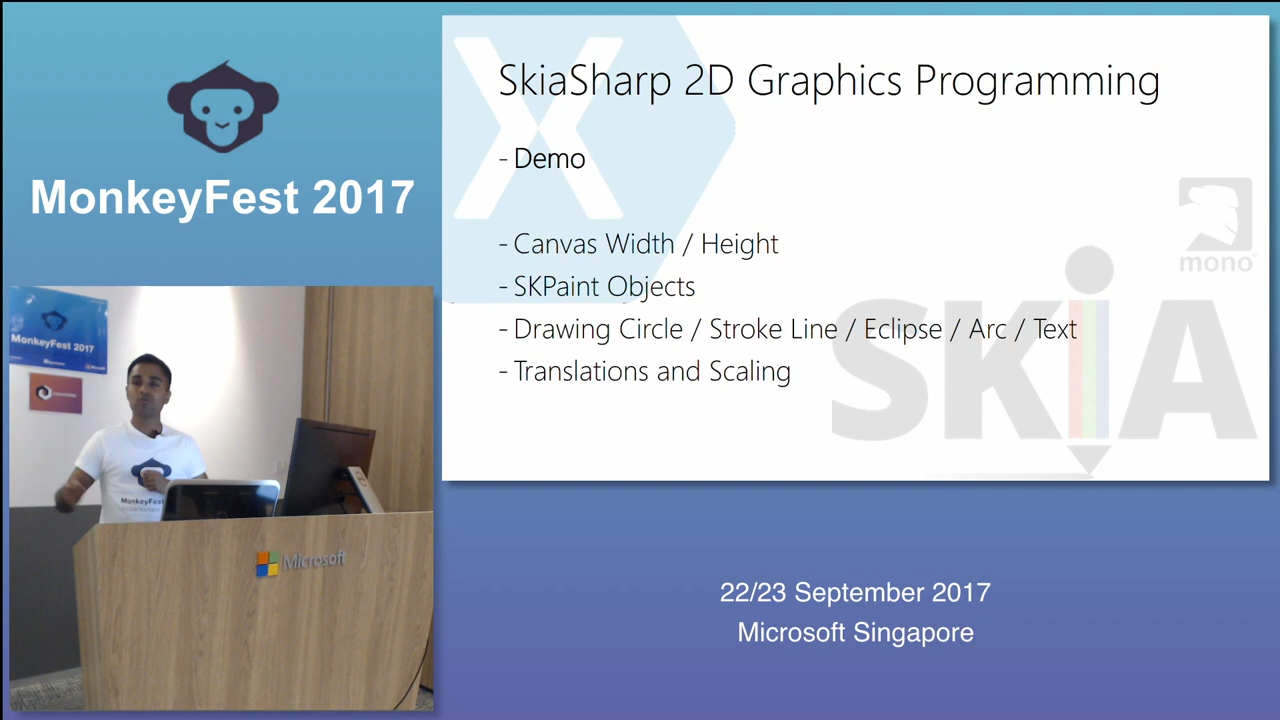 MonkeyFest 2017
SkiaSharp 2D Graphics Programming
- Demo
- Canvas Width / Height
- SKPaint Objects
- Drawing Circle / Stroke Line / Eclipse / Arc / Text
- Translations and Scaling
mono
SKiA
MonkeyFest 2017
MonkeyFest
Microsoft
22/23 September 2017
Microsoft Singapore